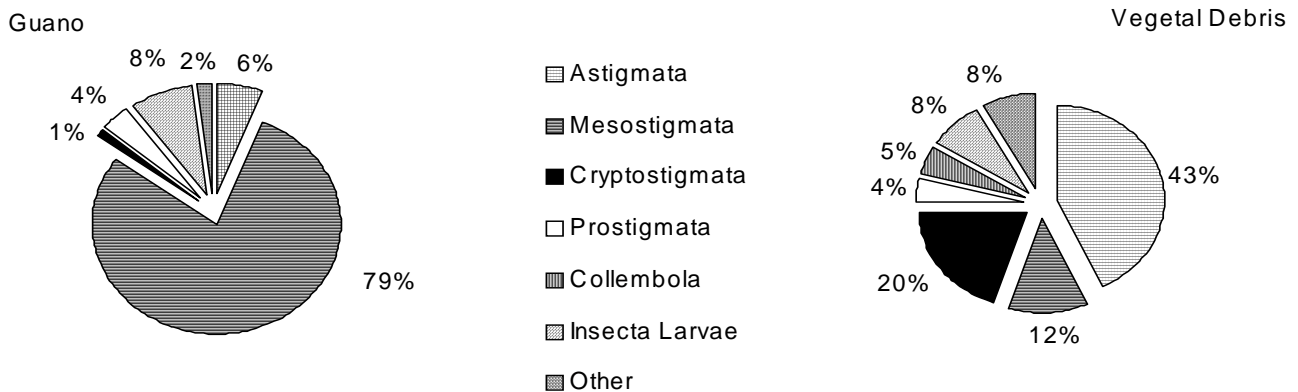 Guano
Vegetal Debris
8%
2%
6%
4%
1%
79%
Astigmata
Mesostigmata
Cryptostigmata
Prostigmata
Collembola
Insecta Larvae
Other
8%
8%
5%
4%
43%
20%
12%